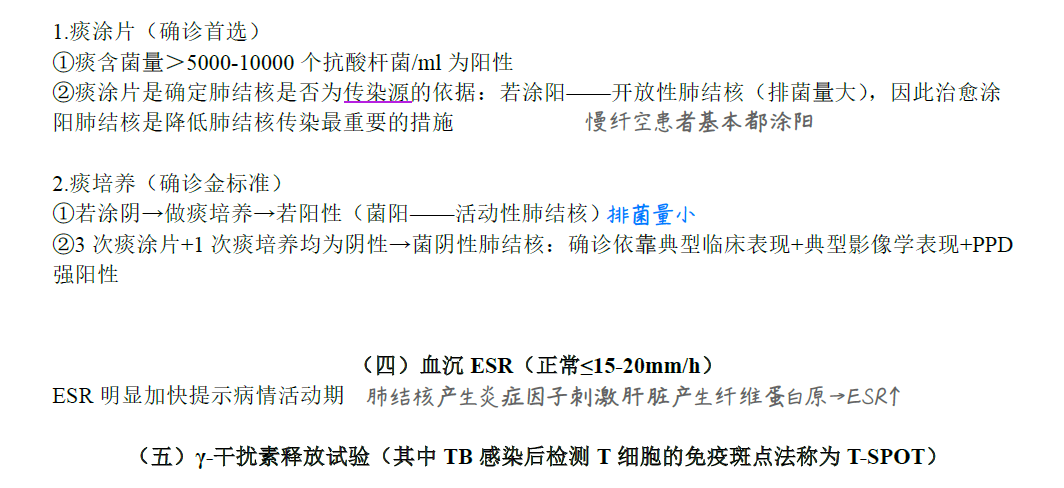 1.痰涂片（确诊首选）
①痰含菌量＞5000-10000 个抗酸杆菌/ml 为阳性
②痰涂片是确定肺结核是否为传染源的依据：若涂阳——开放性肺结核（排菌量大），因此治愈涂
阳肺结核是降低肺结核传染最重要的措施 慢纤空患者基本都涂阳
2.痰培养（确诊金标准）
①若涂阴→做痰培养→若阳性（菌阳——活动性肺结核）排菌量小
②3 次痰涂片+1 次痰培养均为阴性→菌阴性肺结核：确诊依靠典型临床表现+典型影像学表现+PPD
强阳性
（四）血沉 ESR（正常≤15-20mm/h）
ESR 明显加快提示病情活动期 肺结核产生炎症因子刺激肝脏产生纤维蛋白原→ESR↑
（五）γ-干扰素释放试验（其中 TB 感染后检测 T 细胞的免疫斑点法称为 T-SPOT）